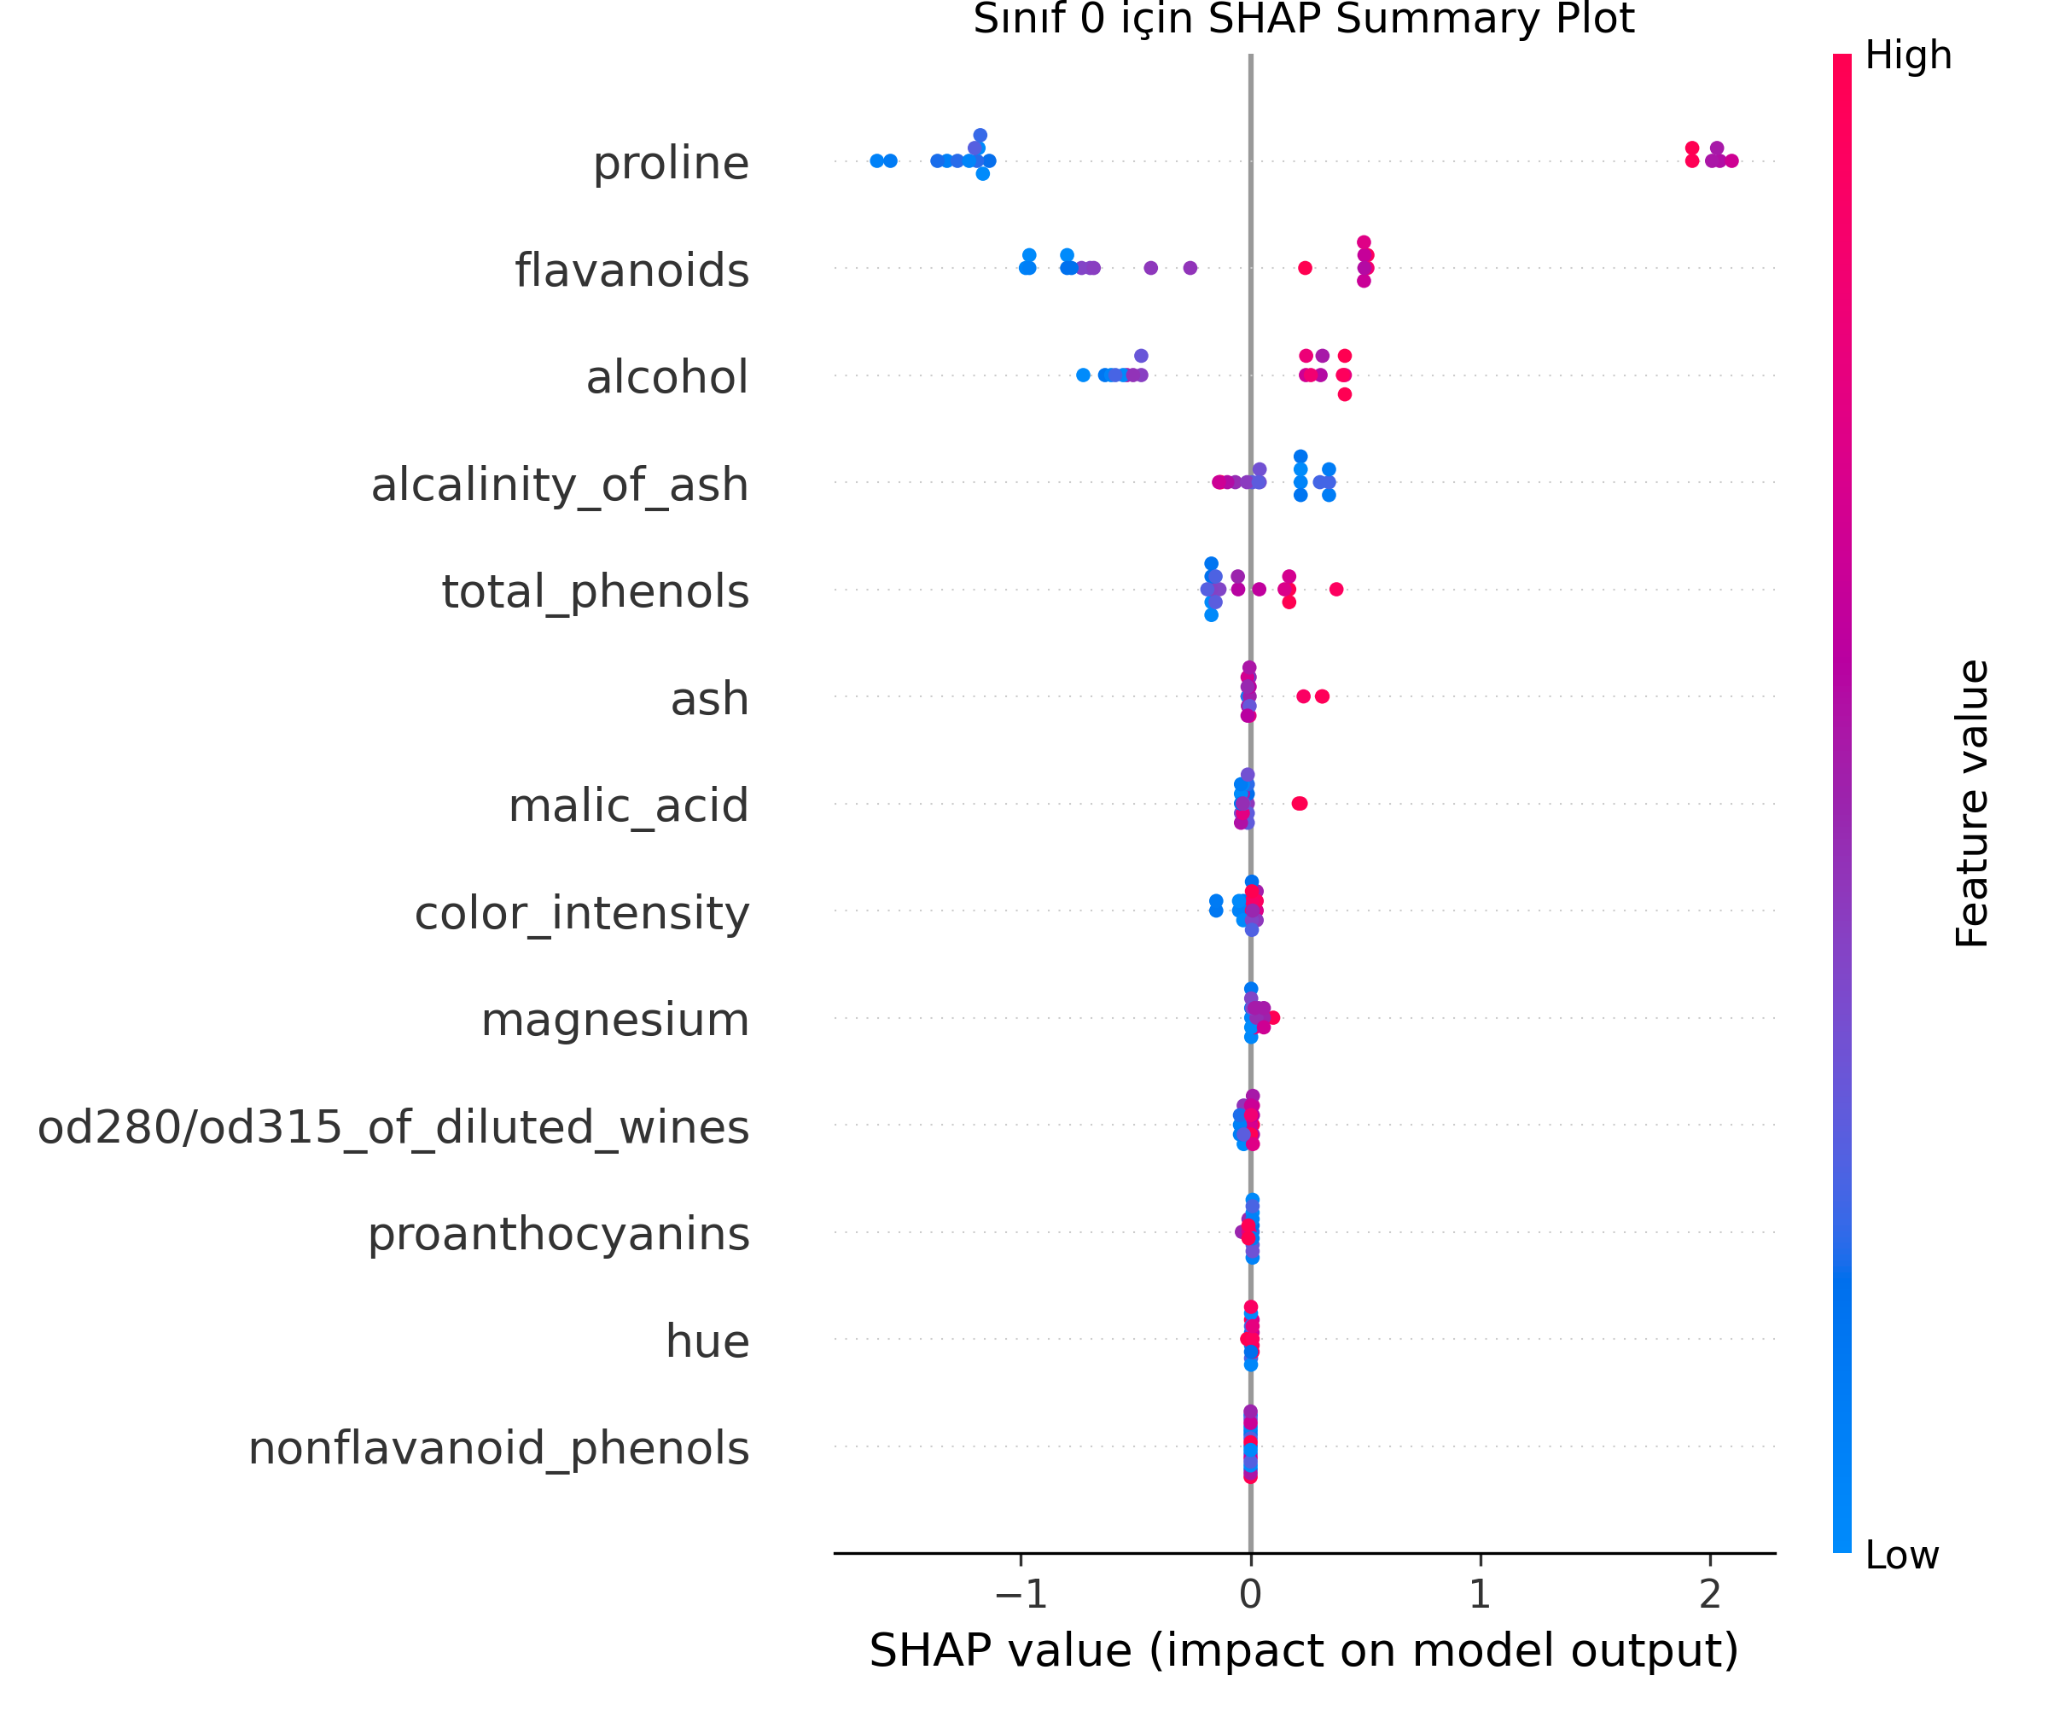 Sınıf 0 için SHAP Summary Plot
High
proline
flavanoids
alcohol
alcalinity_of_ash
total_phenols
ash
malic_acid
color_intensity
magnesium
od280/od315_of_diluted_wines
proanthocyanins
hue
nonflavanoid_phenols
Feature value
Low
−1 0 1 2
SHAP value (impact on model output)